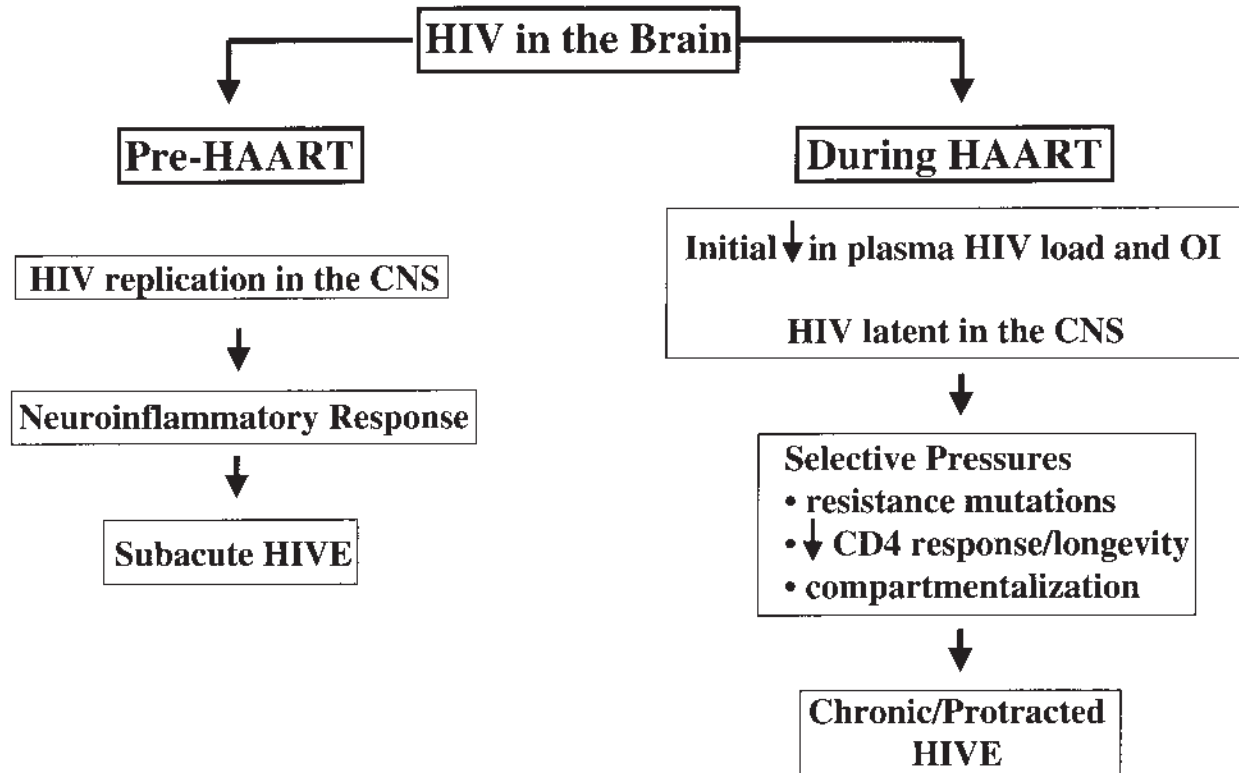 HIV in the Brain
Pre-HAART
HIV replication in the CNS
Neuroinflammatory Response
Subacute HIVE
During HAART
Initial ↓ in plasma HIV load and OI
HIV latent in the CNS
Selective Pressures
• resistance mutations
• ↓ CD4 response/longevity
• compartmentalization
Chronic/Protracted
HIVE